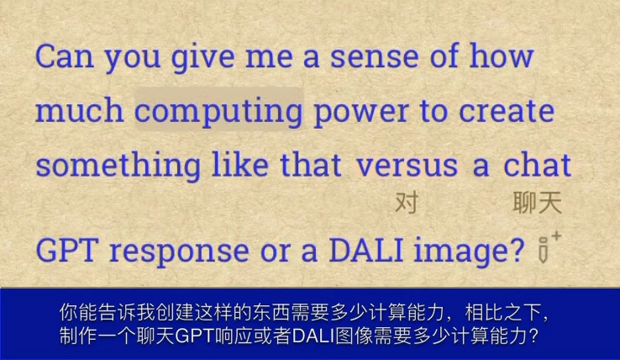 Can you give me a sense of how
much computing power to create
something like that versus a chat
对 聊天
GPT response or a DALI image?
你能告诉我创建这样的东西需要多少计算能力，相比之下，
制作一个聊天GPT响应或者DALI图像需要多少计算能力？